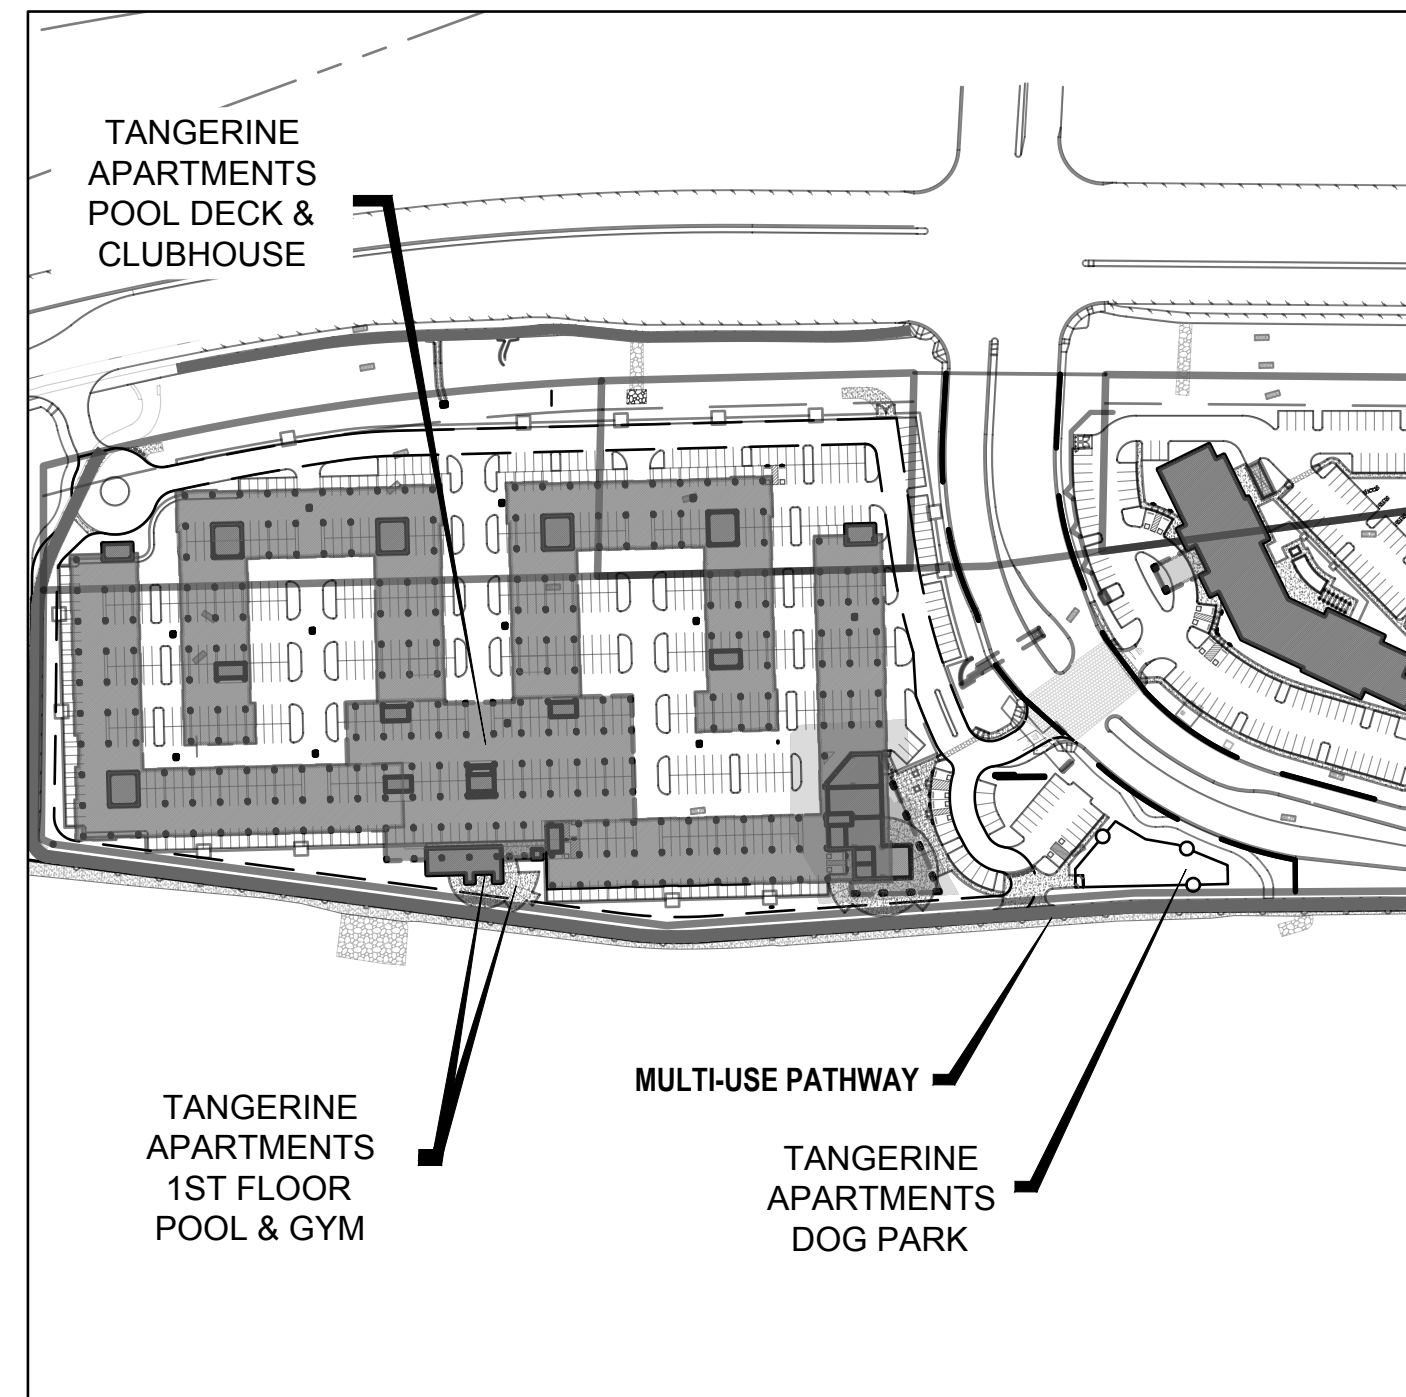 TANGERINE
APARTMENTS
POOL DECK &
CLUBHOUSE
MULTI-USE PATHWAY
TANGERINE
APARTMENTS
1ST FLOOR
POOL & GYM
TANGERINE
APARTMENTS
DOG PARK